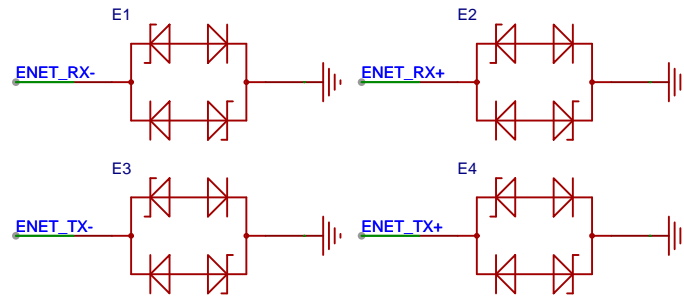 E1
E2
ENET_RX-
ENET_RX+
E3
E4
ENET_TX-
ENET_TX+